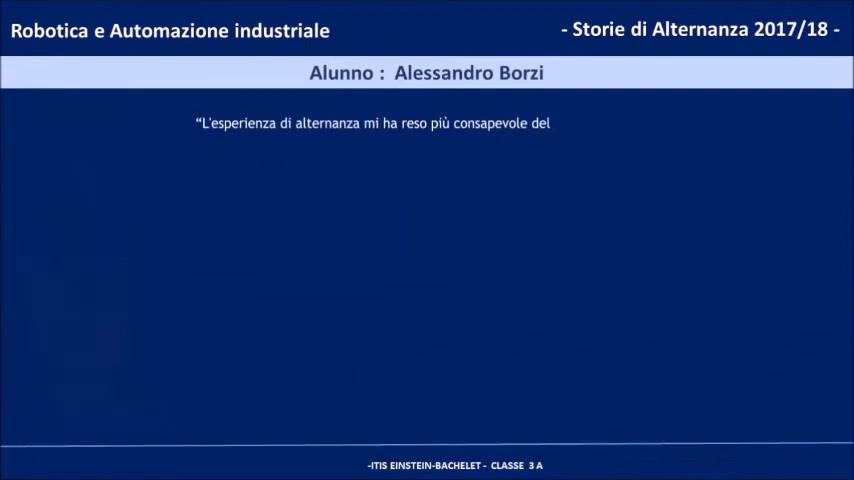 Robotica e Automazione industriale
- Storie di Alternanza 2017/18 -
Alunno : Alessandro Borzi
“L'esperienza di alternanza mi ha reso più consapevole del
-ITIS EINSTEIN-BACHELET - CLASSE 3 A